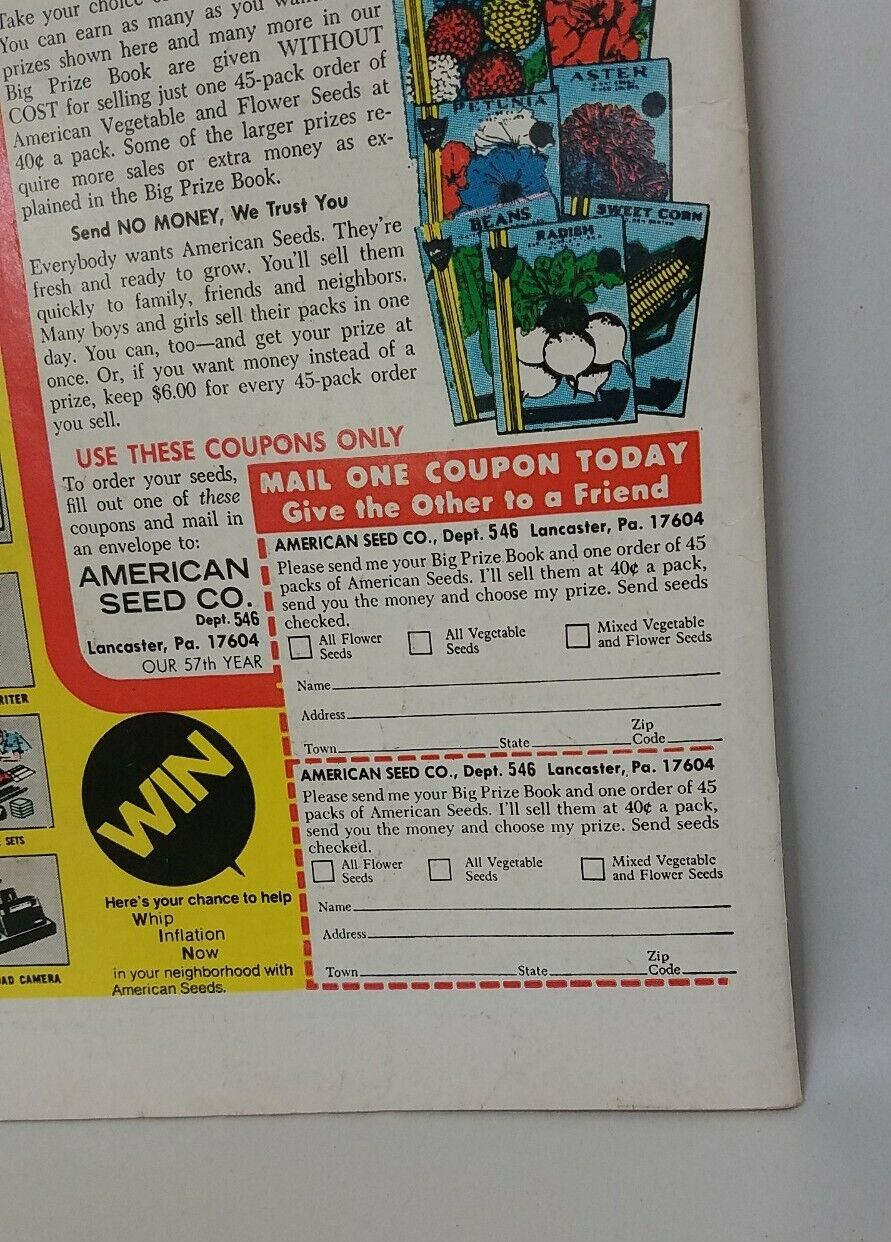 Take your choice
You can earn as many as you
prizes shown here and many more in our
Big Prize Book are given WITHOUT
COST for selling just one 45-pack order of
American Vegetable and Flower Seeds at
40¢ a pack. Some of the larger prizes re-
quire more sales or extra money as ex-
plained in the Big Prize Book.
Send NO MONEY, We Trust You
Everybody wants American Seeds. They're
fresh and ready to grow. You'll sell them
quickly to family, friends and neighbors.
Many boys and girls sell their packs in one
day. You can, too—and get your prize at
once. Or, if you want money instead of a
prize, keep $6.00 for every 45-pack order
you sell.
ASTER
PETUNIA
BEANS
RADISH
SWEET CORN
USE THESE COUPONS ONLY
To order your seeds,
fill out one of these
coupons and mail in
an envelope to:
AMERICAN
SEED CO.
Dept. 546
Lancaster, Pa. 17604
OUR 57th YEAR
MAIL ONE COUPON TODAY
Give the Other to a Friend
AMERICAN SEED CO., Dept. 546 Lancaster, Pa. 17604
Please send me your Big Prize Book and one order of 45
packs of American Seeds. I'll sell them at 40¢ a pack,
send you the money and choose my prize. Send seeds
checked.
All Flower Seeds
All Vegetable Seeds
Mixed Vegetable and Flower Seeds
Name
Address
Town State Zip Code
AMERICAN SEED CO., Dept. 546 Lancaster, Pa. 17604
Please send me your Big Prize Book and one order of 45
packs of American Seeds. I'll sell them at 40¢ a pack,
send you the money and choose my prize. Send seeds
checked.
All Flower Seeds
All Vegetable Seeds
Mixed Vegetable and Flower Seeds
Name
Address
Town State Zip Code
RITER
SETS
CAMERA
WIN
Here's your chance to help
Whip
Inflation
Now
in your neighborhood with
American Seeds.